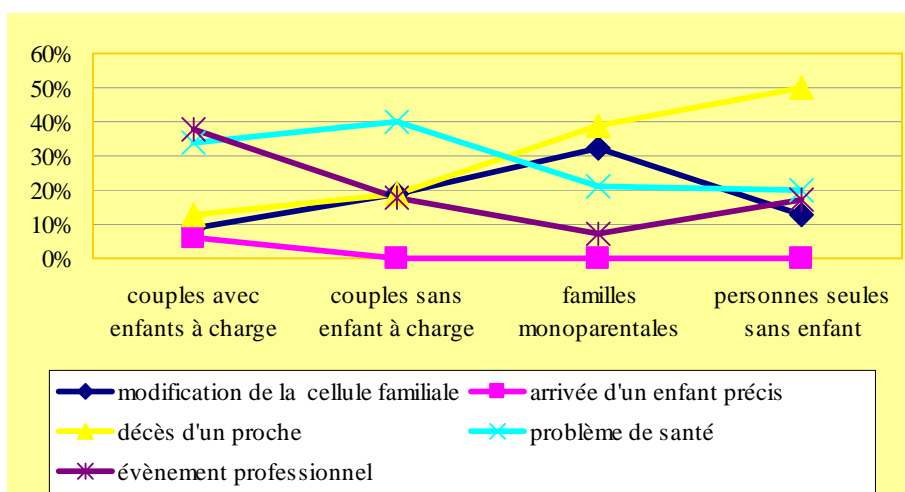 60%
50%
40%
30%
20%
10%
0%
couples avec
enfants à charge
couples sans
enfant à charge
familles
monoparentales
personnes seules
sans enfant
modification de la cellule familiale
arrivée d'un enfant précis
décès d'un proche
problème de santé
évènement professionnel